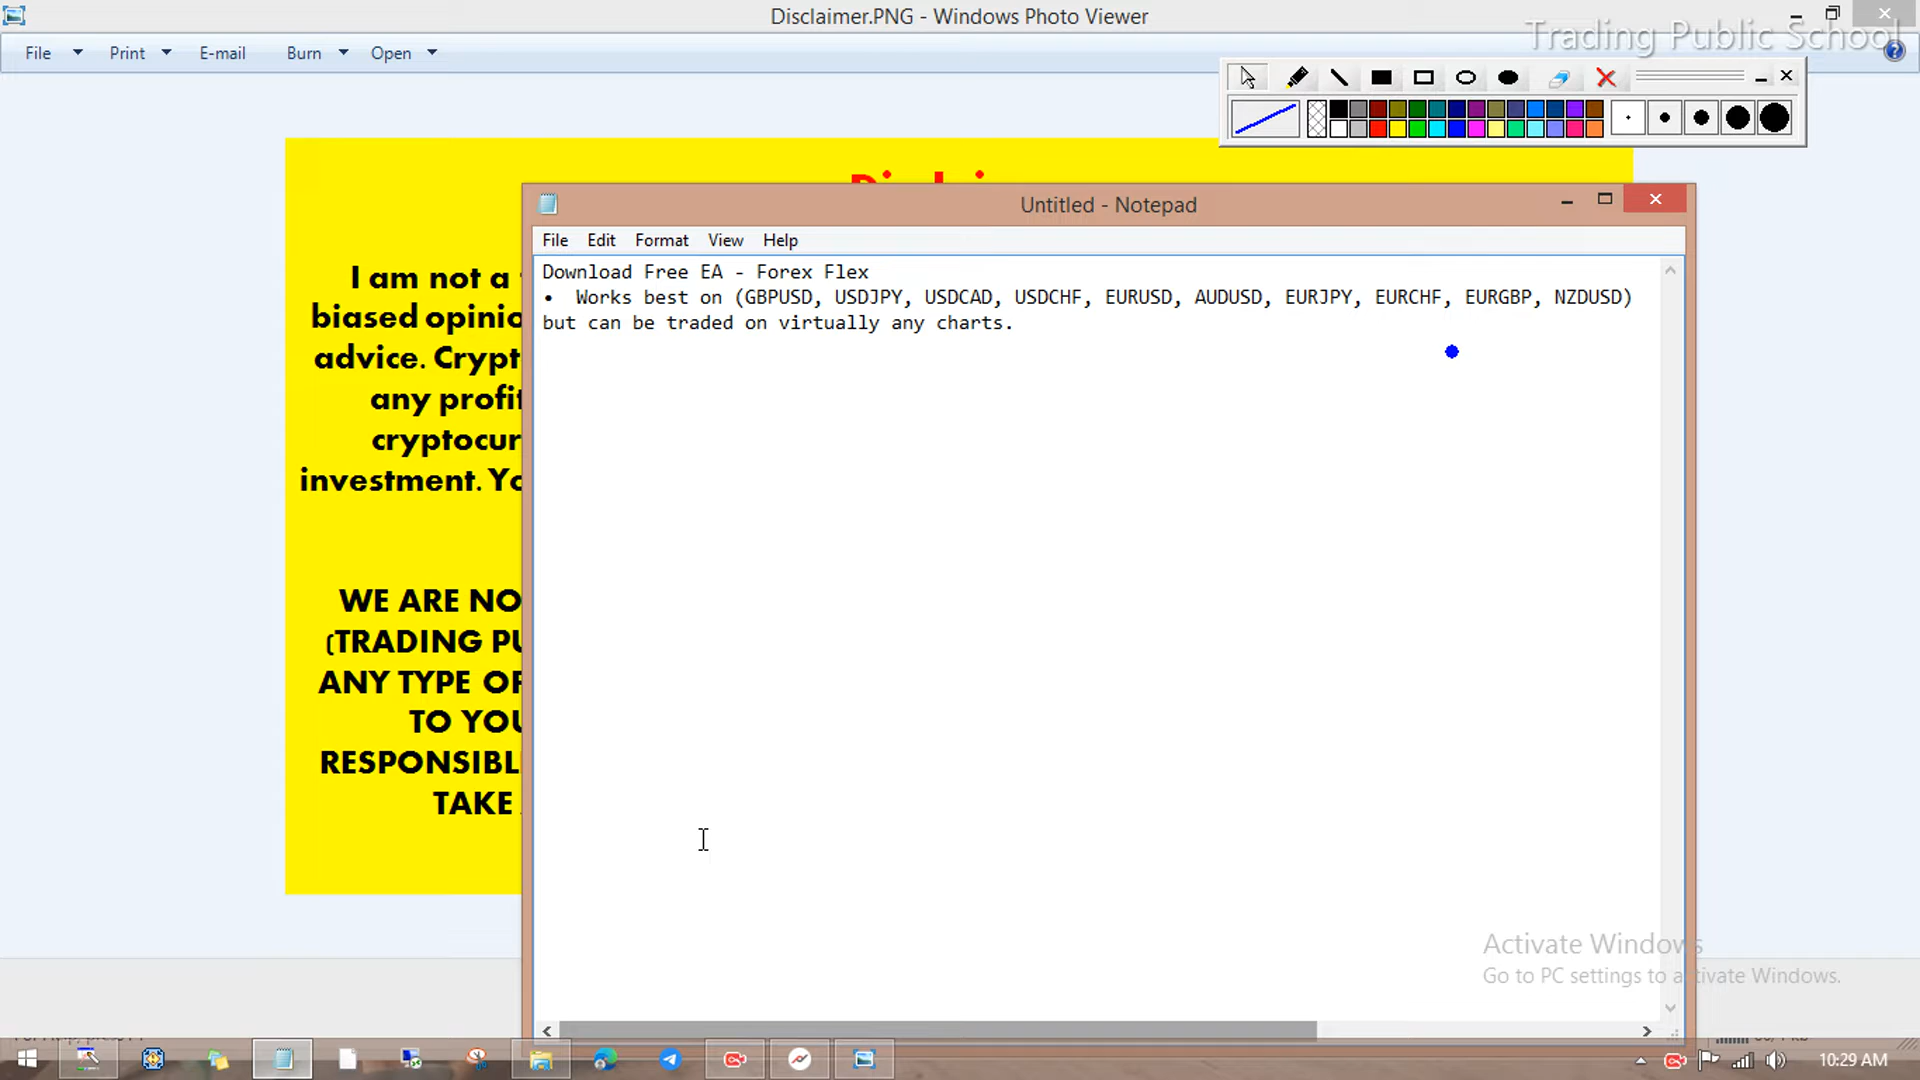 Disclaimer.PNG - Windows Photo Viewer
Trading Public School
File Print E-mail Burn Open
Untitled - Notepad
File Edit Format View Help
Download Free EA - Forex Flex
• Works best on (GBPUSD, USDJPY, USDCAD, USDCHF, EURUSD, AUDUSD, EURJPY, EURCHF, EURGBP, NZDUSD)
but can be traded on virtually any charts.
I am not a
biased opinio
advice. Crypt
any profit
cryptocur
investment. Yo
WE ARE NO
(TRADING PU
ANY TYPE OF
TO YOU
RESPONSIBLE
TAKE
Activate Windows
Go to PC settings to activate Windows.
10:29 AM